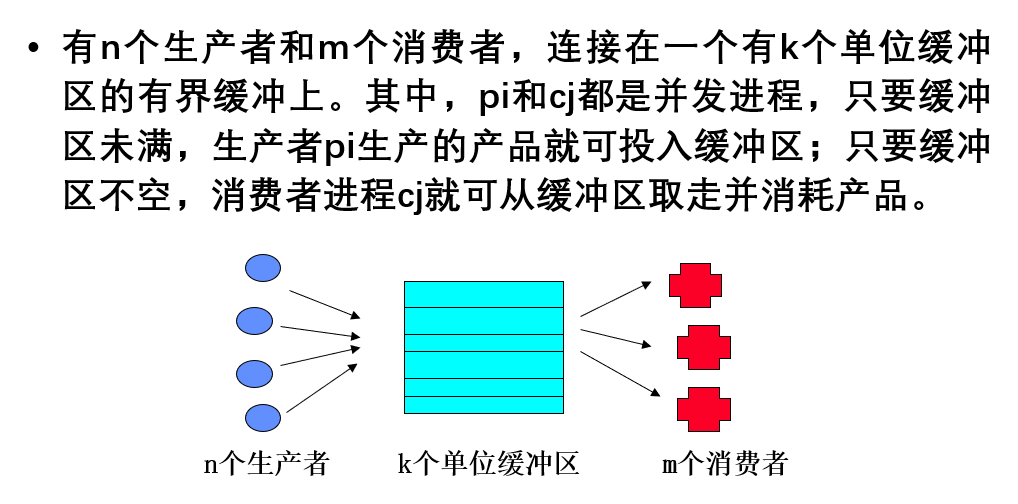 • 有n个生产者和m个消费者，连接在一个有k个单位缓冲
区的有界缓冲上。其中，pi和cj都是并发进程，只要缓冲
区未满，生产者pi生产的产品就可投入缓冲区；只要缓冲
区不空，消费者进程cj就可从缓冲区取走并消耗产品。
n个生产者 k个单位缓冲区 m个消费者